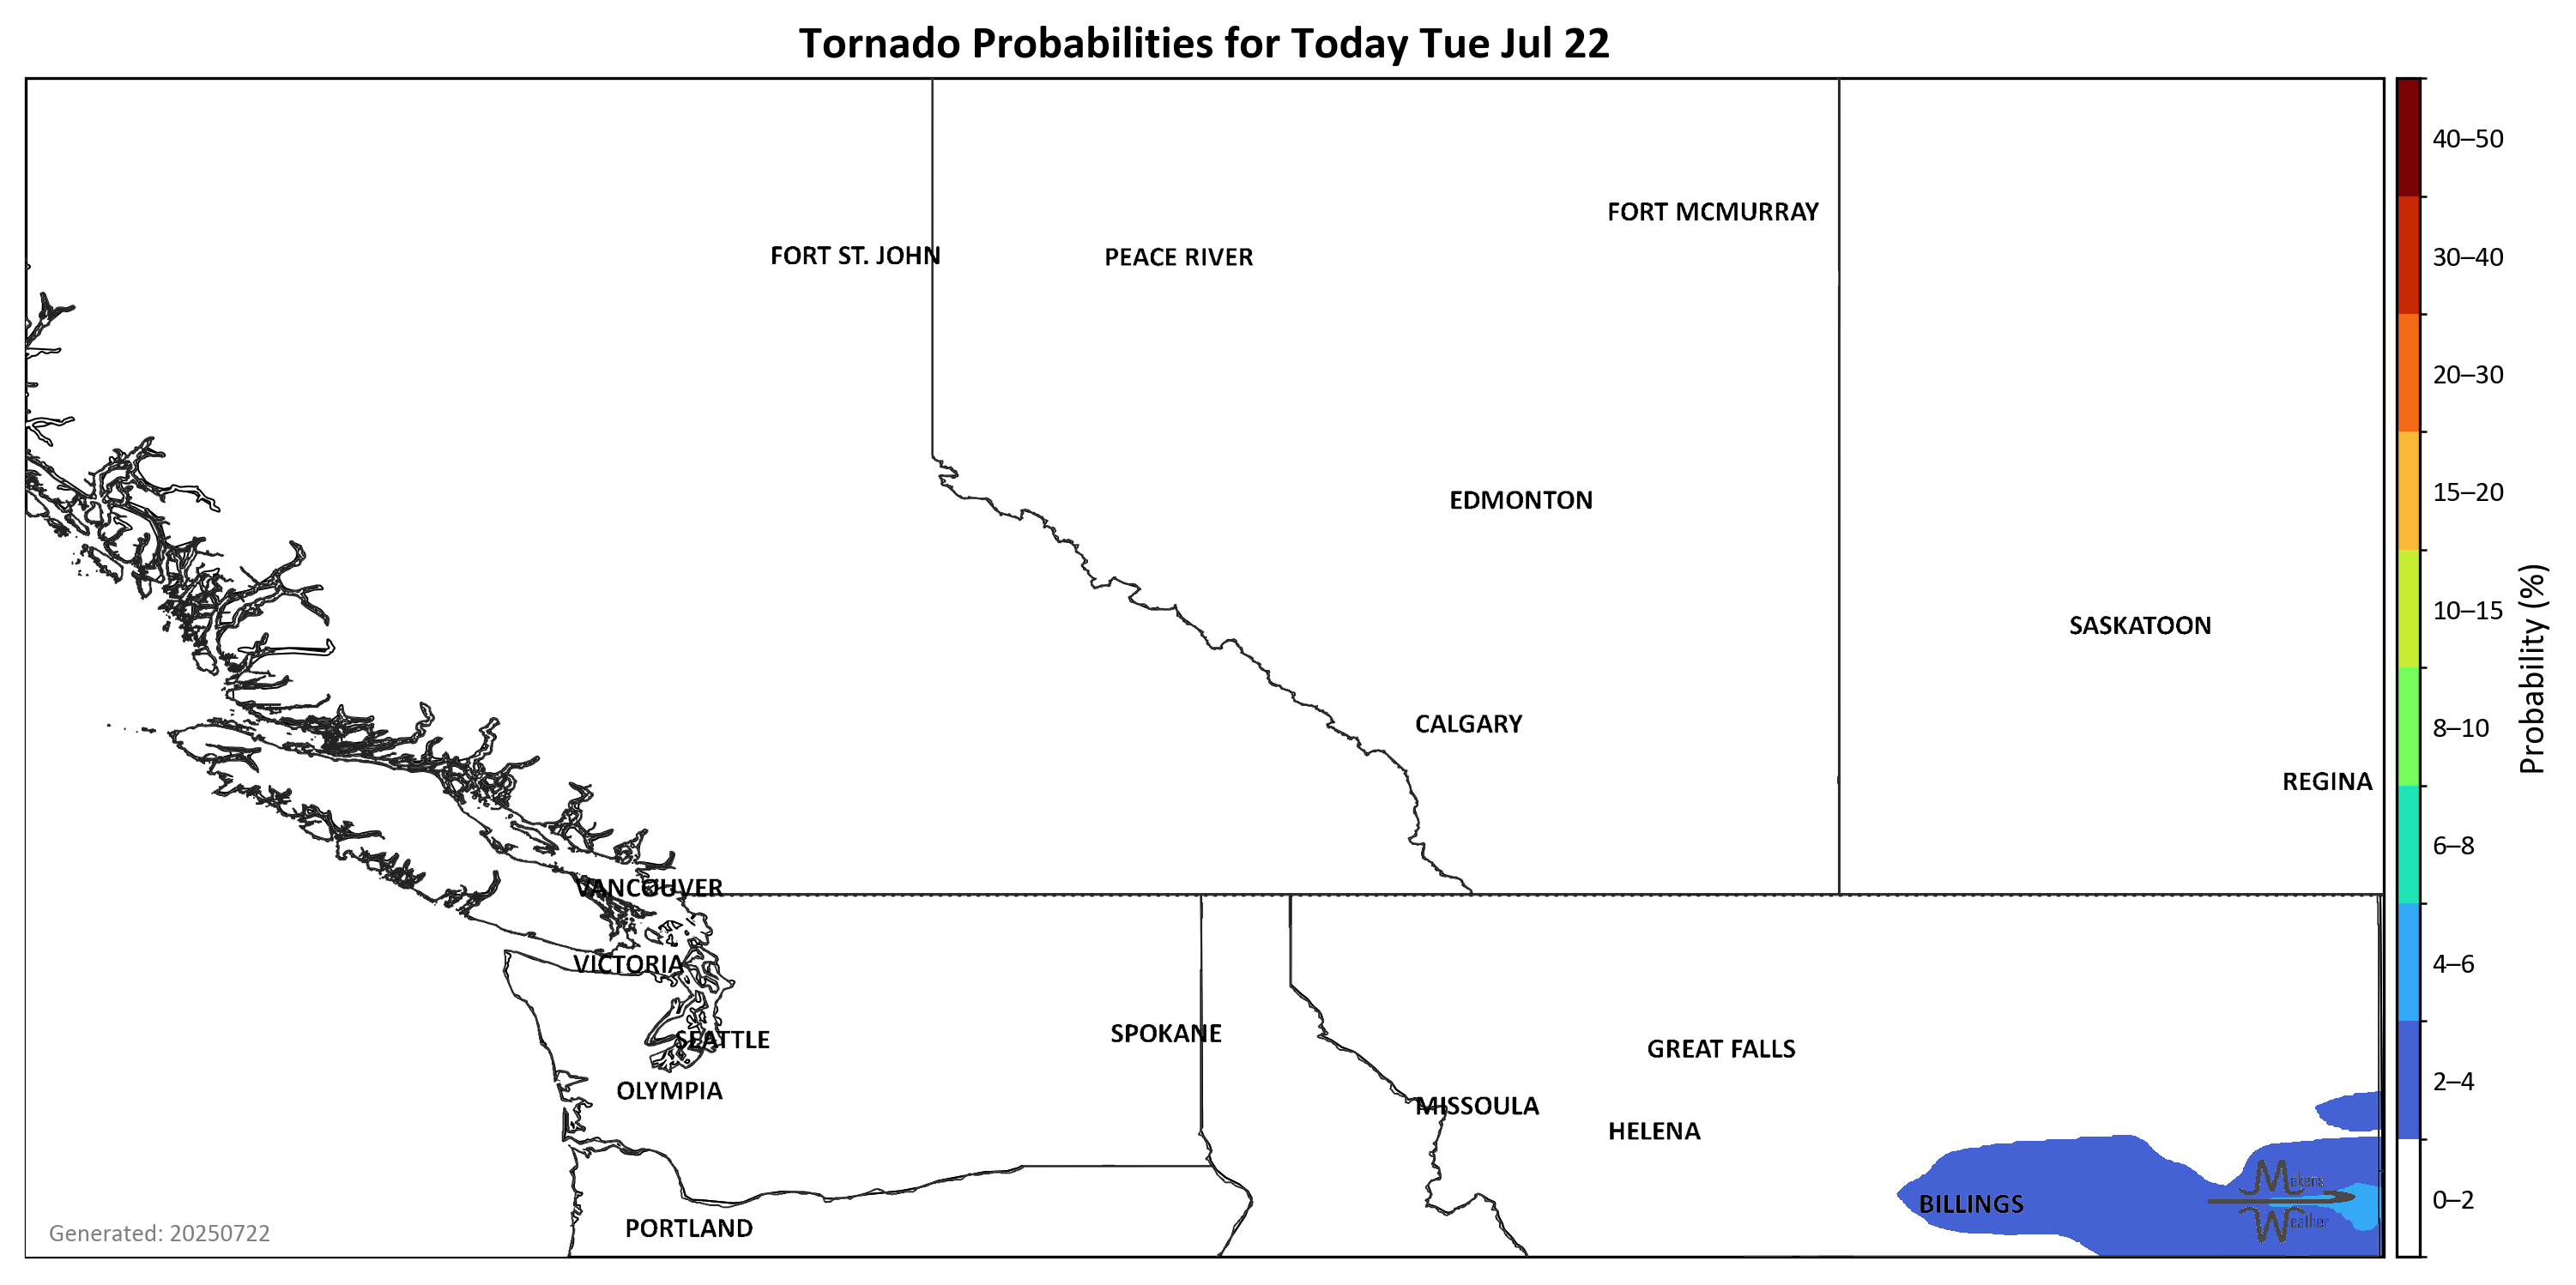 Tornado Probabilities for Today Tue Jul 22
FORT MCMURRAY
FORT ST. JOHN
PEACE RIVER
EDMONTON
SASKATOON
CALGARY
REGINA
VANCOUVER
VICTORIA
SEATTLE
SPOKANE
GREAT FALLS
OLYMPIA
MISSOULA
HELENA
BILLINGS
PORTLAND
Generated: 20250722
Mokena
Weather
40–50
30–40
20–30
15–20
10–15
8–10
6–8
4–6
2–4
0–2
Probability (%)